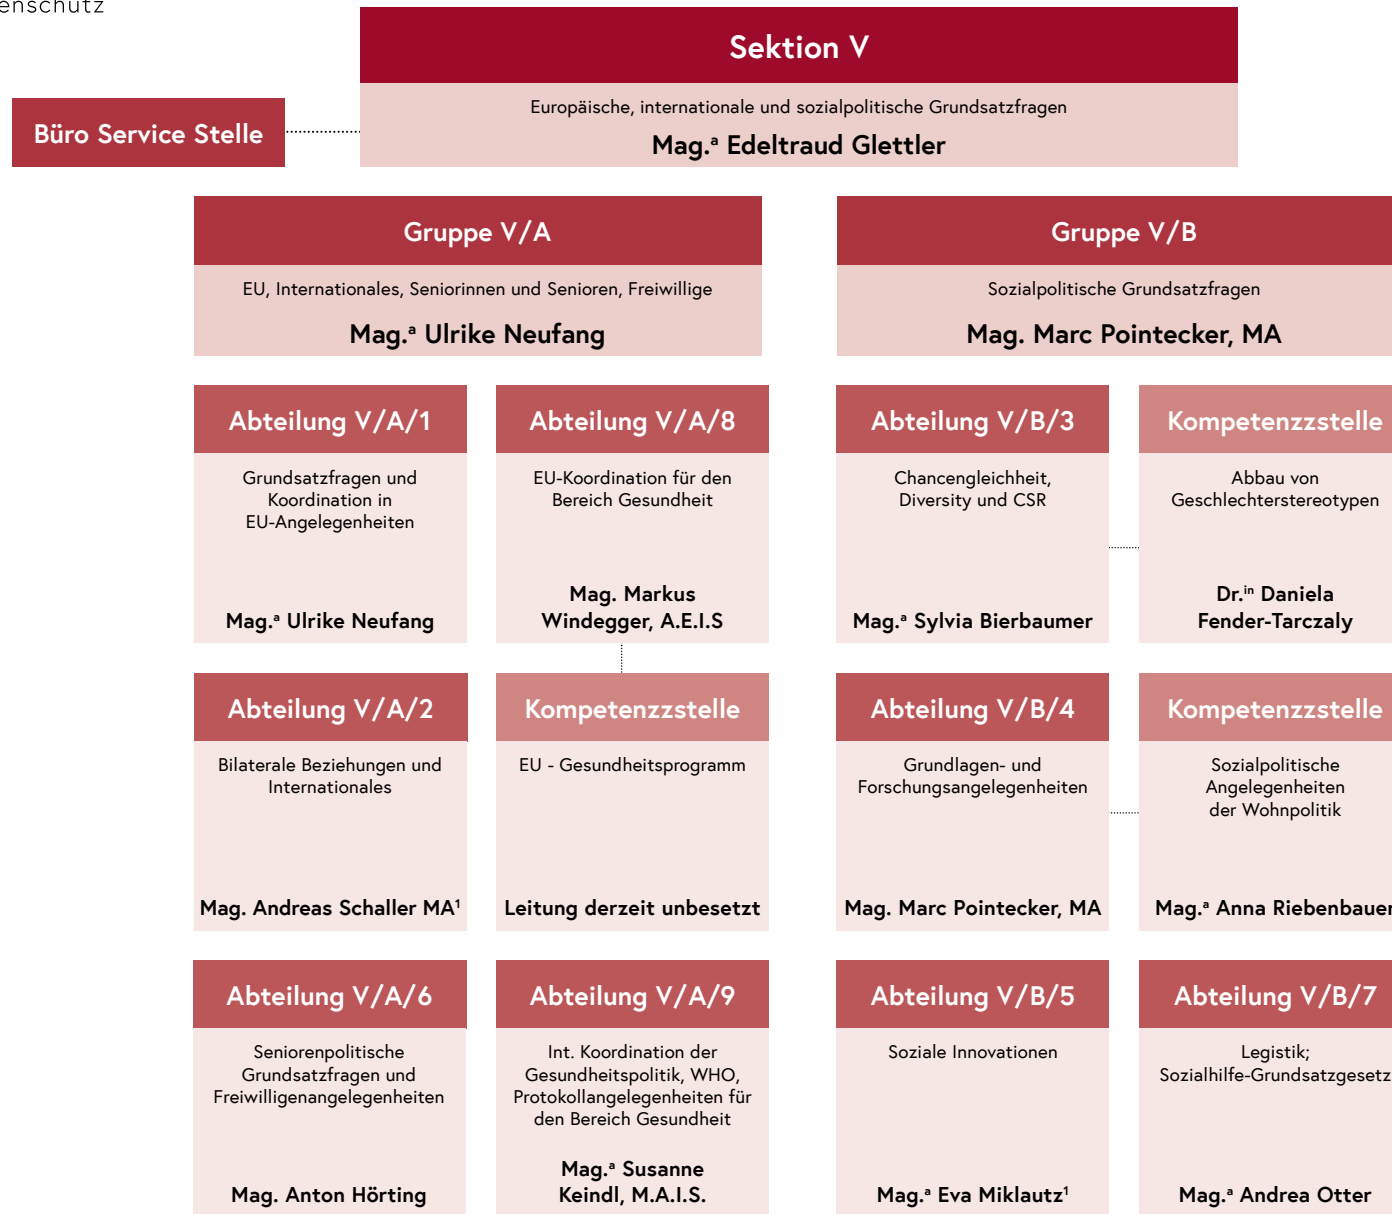 enschutz
Sektion V
Europäische, internationale und sozialpolitische Grundsatzfragen
Mag.ª Edeltraud Glettler
Büro Service Stelle
Gruppe V/A
EU, Internationales, Seniorinnen und Senioren, Freiwillige
Mag.ª Ulrike Neufang
Gruppe V/B
Sozialpolitische Grundsatzfragen
Mag. Marc Pointecker, MA
Abteilung V/A/1
Grundsatzfragen und
Koordination in
EU-Angelegenheiten
Mag.ª Ulrike Neufang
Abteilung V/A/8
EU-Koordination für den
Bereich Gesundheit
Mag. Markus
Windegger, A.E.I.S
Abteilung V/B/3
Chancengleichheit,
Diversity und CSR
Mag.ª Sylvia Bierbaumer
Kompetenzzstelle
Abbau von
Geschlechterstereotypen
Dr.ⁱⁿ Daniela
Fender-Tarczaly
Abteilung V/A/2
Bilaterale Beziehungen und
Internationales
Mag. Andreas Schaller MA¹
Kompetenzzstelle
EU - Gesundheitsprogramm
Leitung derzeit unbesetzt
Abteilung V/B/4
Grundlagen- und
Forschungsangelegenheiten
Mag. Marc Pointecker, MA
Kompetenzzstelle
Sozialpolitische
Angelegenheiten
der Wohnpolitik
Mag.ª Anna Riebenbauer
Abteilung V/A/6
Seniorenpolitische
Grundsatzfragen und
Freiwilligenangelegenheiten
Mag. Anton Hörting
Abteilung V/A/9
Int. Koordination der
Gesundheitspolitik, WHO,
Protokollangelegenheiten für
den Bereich Gesundheit
Mag.ª Susanne
Keindl, M.A.I.S.
Abteilung V/B/5
Soziale Innovationen
Mag.ª Eva Miklautz¹
Abteilung V/B/7
Legistik;
Sozialhilfe-Grundsatzgesetz
Mag.ª Andrea Otter